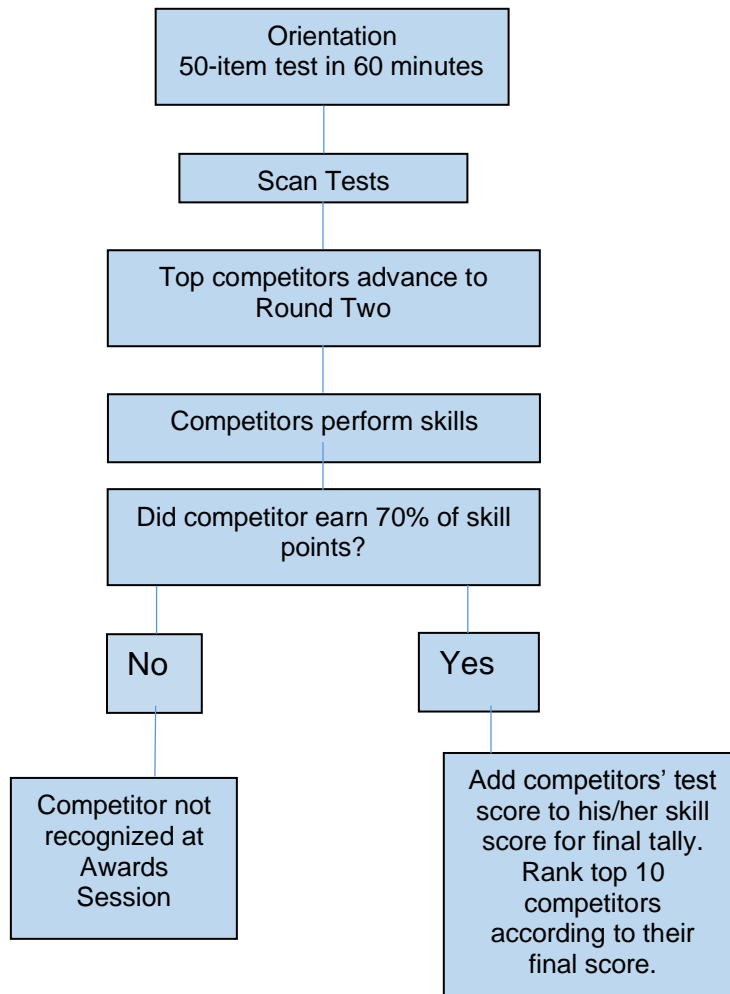 Orientation
50-item test in 60 minutes
Scan Tests
Top competitors advance to
Round Two
Competitors perform skills
Did competitor earn 70% of skill
points?
No
Yes
Competitor not
recognized at
Awards
Session
Add competitors’ test
score to his/her skill
score for final tally.
Rank top 10
competitors
according to their
final score.